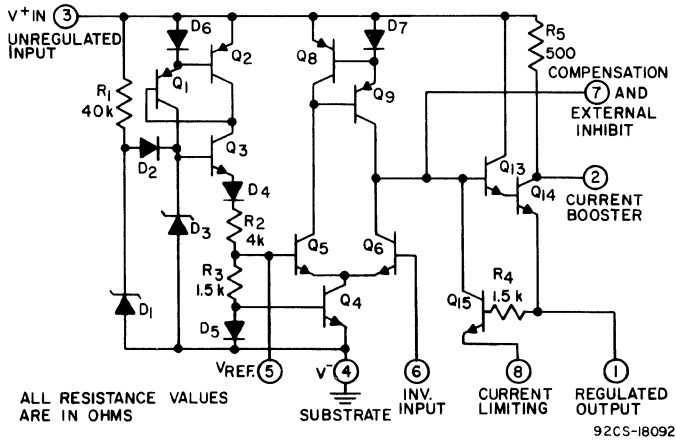 V⁺IN ③
UNREGULATED
INPUT
D6
Q2
Q1
R1
40k
D2
Q3
D4
R2
4k
D3
R3
1.5k
D5
D1
Q8
D7
Q9
Q5
Q6
Q4
R5
500
COMPENSATION
⑦ AND
EXTERNAL
INHIBIT
Q13
Q14
②
CURRENT
BOOSTER
R4
1.5 k
Q15
VREF. ⑤
V⁻ ④
SUBSTRATE
⑥
INV.
INPUT
⑧
CURRENT
LIMITING
①
REGULATED
OUTPUT
ALL RESISTANCE VALUES
ARE IN OHMS
92CS-18092